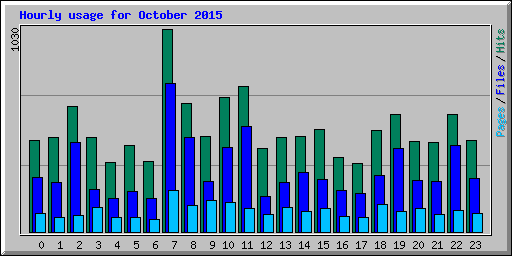 Hourly usage for October 2015
1030
Pages/Files/Hits
0 1 2 3 4 5 6 7 8 9 10 11 12 13 14 15 16 17 18 19 20 21 22 23